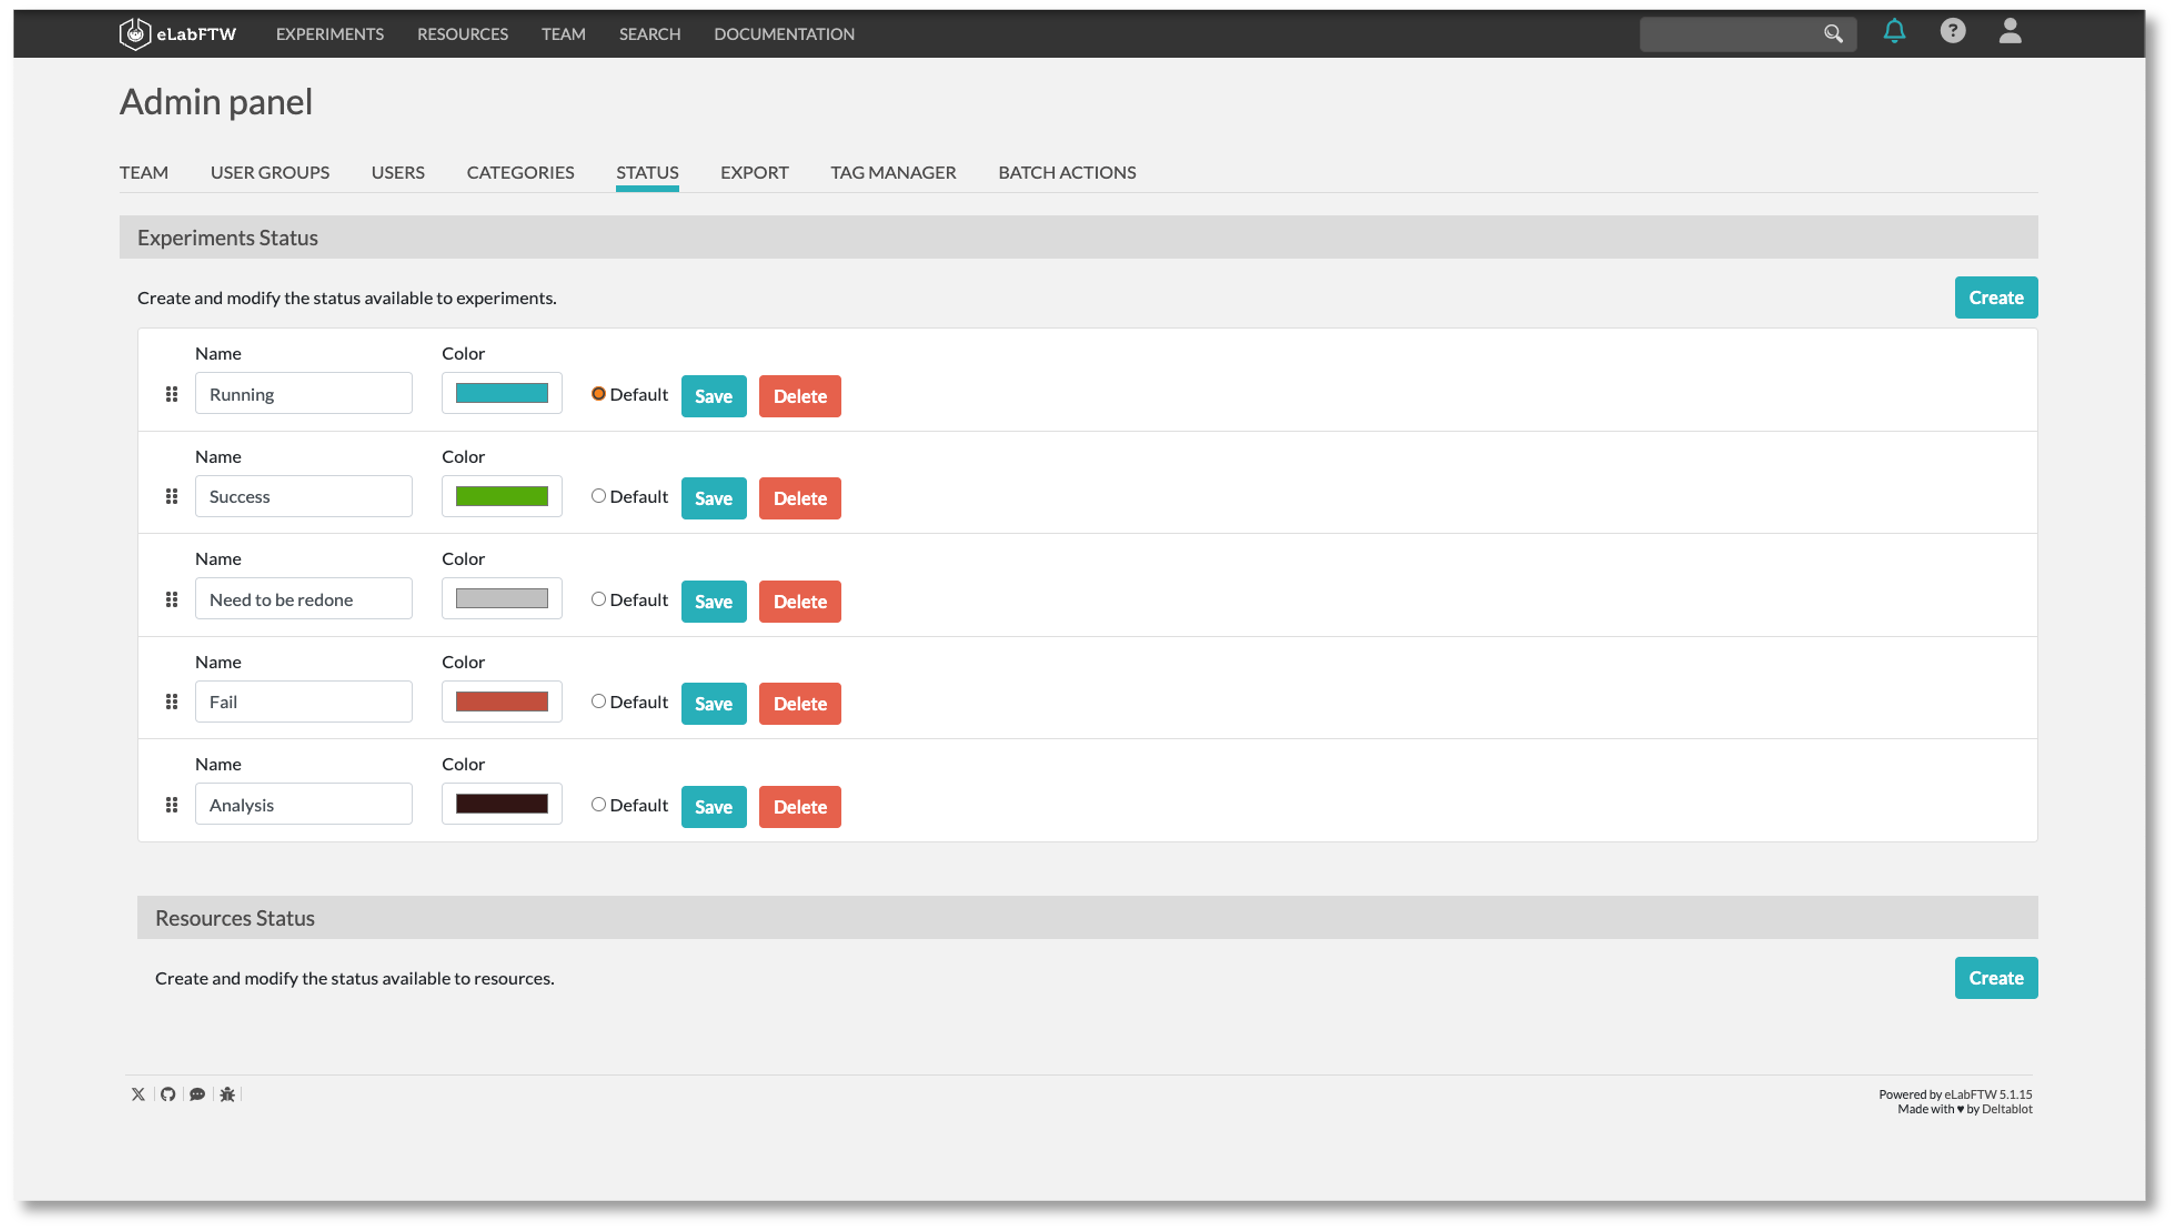 eLabFTW EXPERIMENTS RESOURCES TEAM SEARCH DOCUMENTATION ?
Admin panel
TEAM USER GROUPS USERS CATEGORIES STATUS EXPORT TAG MANAGER BATCH ACTIONS
Experiments Status
Create and modify the status available to experiments. Create
Name Color
Running Default Save Delete
Name Color
Success Default Save Delete
Name Color
Need to be redone Default Save Delete
Name Color
Fail Default Save Delete
Name Color
Analysis Default Save Delete
Resources Status
Create and modify the status available to resources. Create
Powered by eLabFTW 5.1.15
Made with ♥ by Deltablot